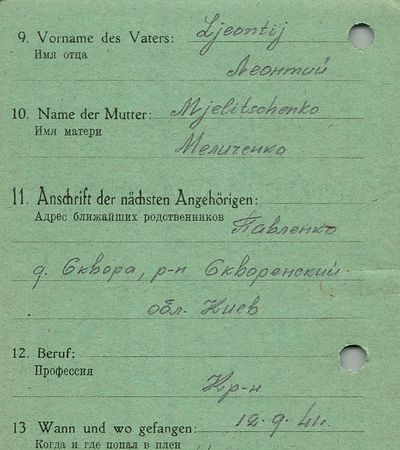 9. Vorname des Vaters: Ljeontij
Имя отца
Леонтий
10. Name der Mutter: Mjelitschenko
Имя матери
Меличенко
11. Anschrift der nächsten Angehörigen:
Адрес ближайших родственников Павленко
д. Сквора, р-н Скворенский
обл. Киев
12. Beruf:
Профессия
Кр-н
13 Wann und wo gefangen: 12.9.41.
Когда и где попал в плен